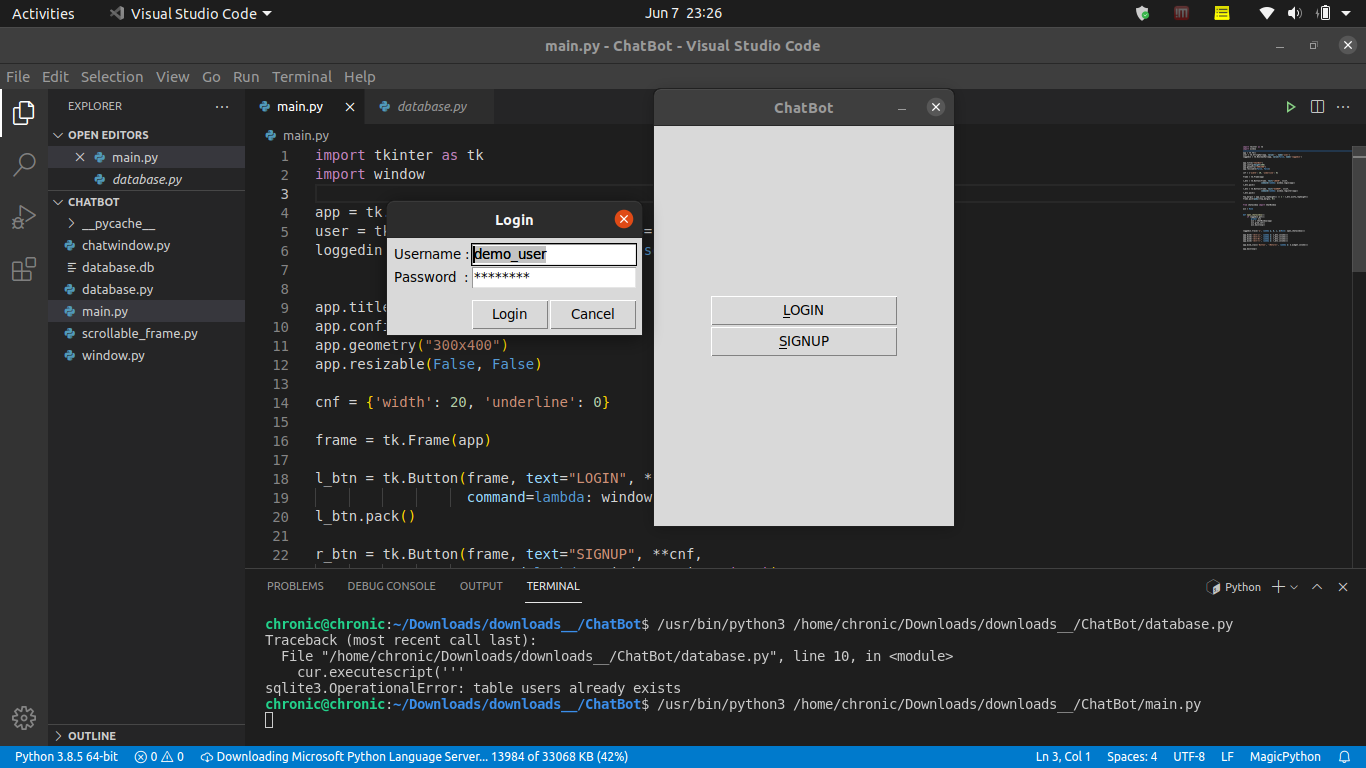 Activities
Visual Studio Code
Jun 7 23:26
main.py - ChatBot - Visual Studio Code
File Edit Selection View Go Run Terminal Help
EXPLORER
OPEN EDITORS
main.py
database.py
CHATBOT
__pycache__
chatwindow.py
database.db
database.py
main.py
scrollable_frame.py
window.py
OUTLINE
main.py
database.py
main.py
1 import tkinter as tk
2 import window
3
4 app = tk
5 user = tk =
6 loggedin s
7
8
9 app.title
10 app.confi
11 app.geometry("300x400")
12 app.resizable(False, False)
13
14 cnf = {'width': 20, 'underline': 0}
15
16 frame = tk.Frame(app)
17
18 l_btn = tk.Button(frame, text="LOGIN", *
19 command=lambda: window
20 l_btn.pack()
21
22 r_btn = tk.Button(frame, text="SIGNUP", **cnf,
Login
Username : demo_user
Password : ********
Login Cancel
ChatBot
LOGIN
SIGNUP
PROBLEMS DEBUG CONSOLE OUTPUT TERMINAL
Python
chronic@chronic:~/Downloads/downloads__/ChatBot$ /usr/bin/python3 /home/chronic/Downloads/downloads__/ChatBot/database.py
Traceback (most recent call last):
File "/home/chronic/Downloads/downloads__/ChatBot/database.py", line 10, in <module>
cur.executescript('''
sqlite3.OperationalError: table users already exists
chronic@chronic:~/Downloads/downloads__/ChatBot$ /usr/bin/python3 /home/chronic/Downloads/downloads__/ChatBot/main.py
Python 3.8.5 64-bit 0 0 Downloading Microsoft Python Language Server... 13984 of 33068 KB (42%) Ln 3, Col 1 Spaces: 4 UTF-8 LF MagicPython